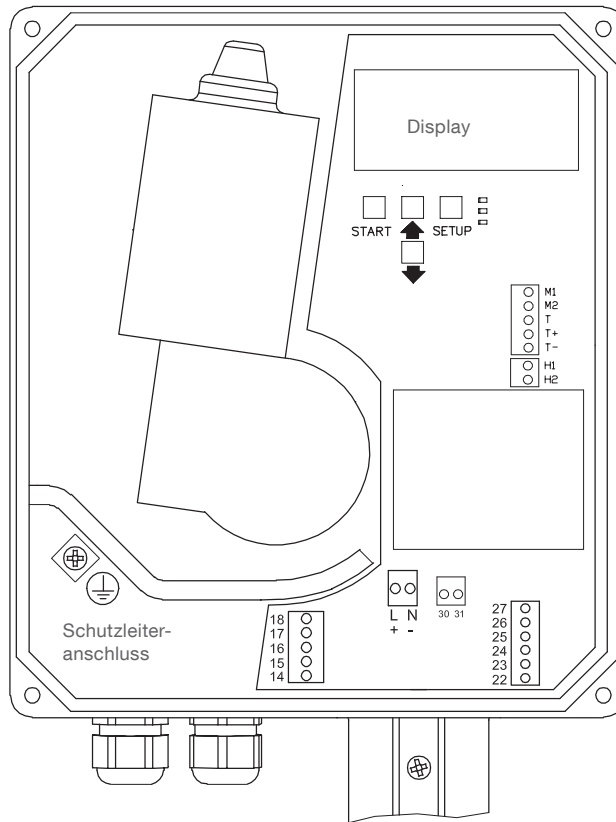 Display
START
SETUP
M1
M2
T
T+
T-
H1
H2
L N
+ -
30 31
18
17
16
15
14
27
26
25
24
23
22
Schutzleiter-
anschluss